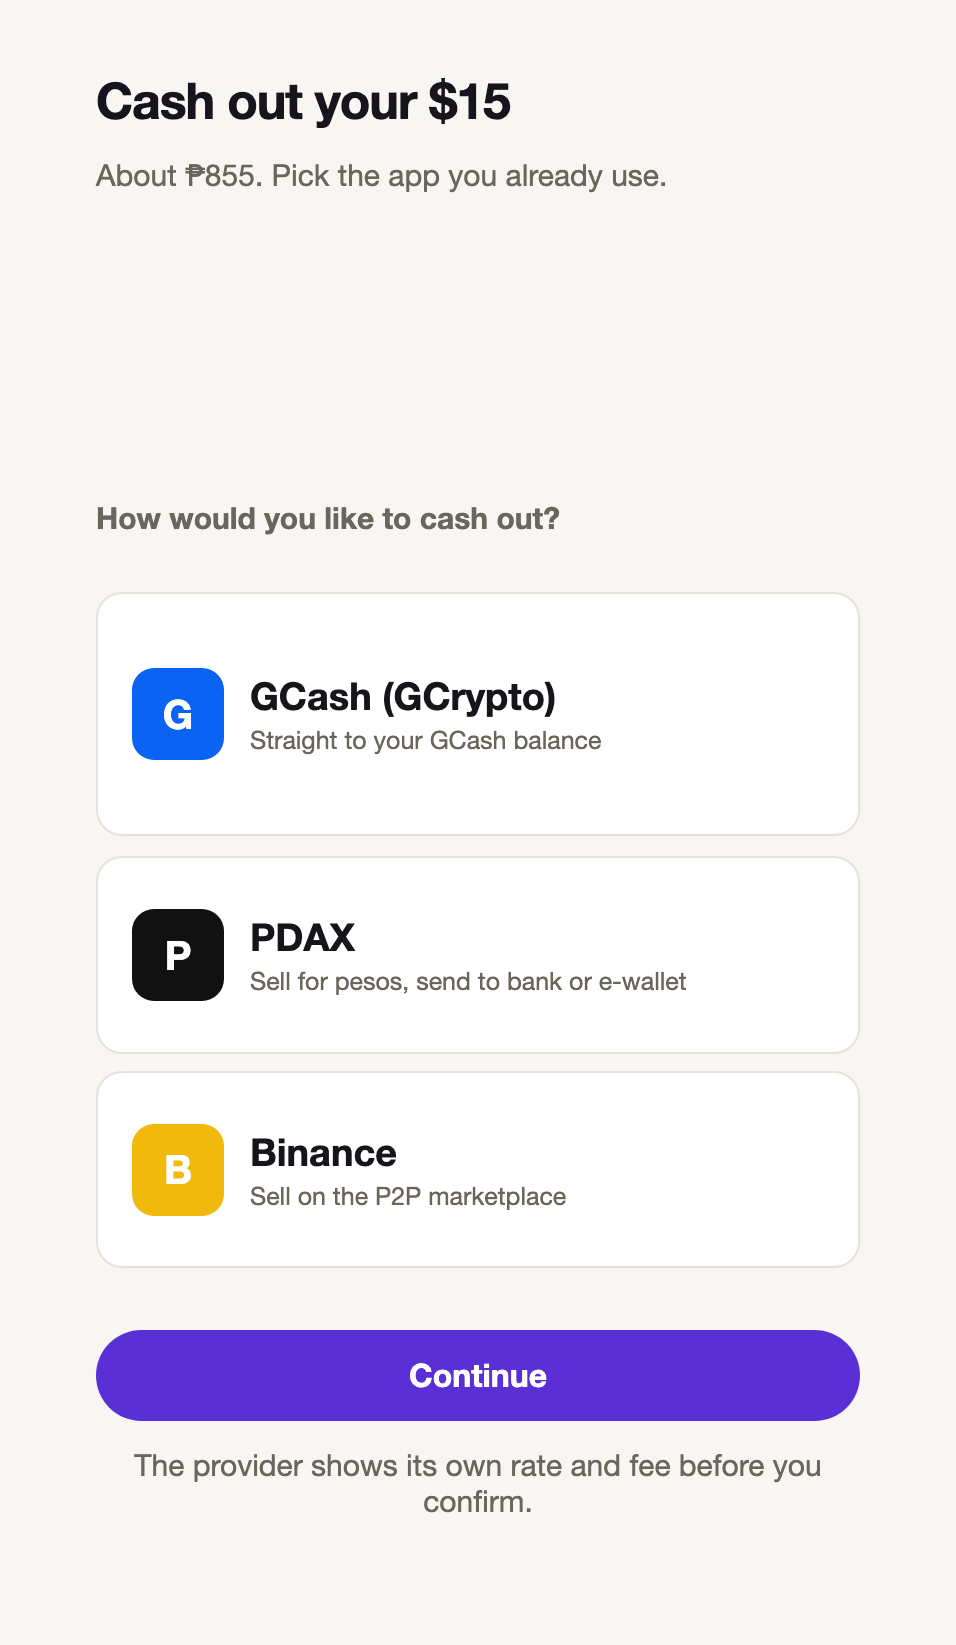 Cash out your $15
About ₱855. Pick the app you already use.
How would you like to cash out?
G
GCash (GCrypto)
Straight to your GCash balance
P
PDAX
Sell for pesos, send to bank or e-wallet
B
Binance
Sell on the P2P marketplace
Continue
The provider shows its own rate and fee before you
confirm.